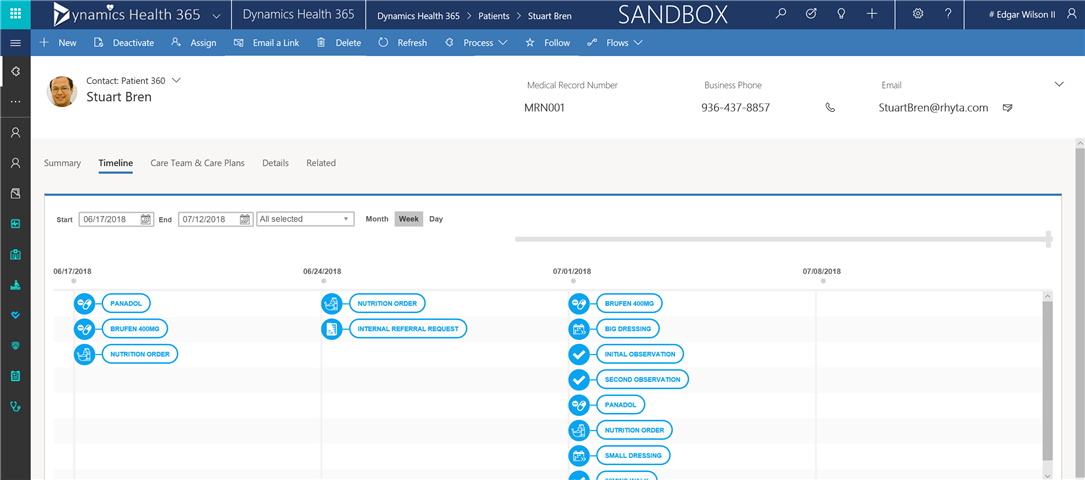 Dynamics Health 365
Dynamics Health 365
Dynamics Health 365 > Patients > Stuart Bren
SANDBOX
# Edgar Wilson II
New
Deactivate
Assign
Email a Link
Delete
Refresh
Process
Follow
Flows
Contact: Patient 360
Stuart Bren
Medical Record Number
MRN001
Business Phone
936-437-8857
Email
StuartBren@rhyta.com
Summary
Timeline
Care Team & Care Plans
Details
Related
Start
06/17/2018
End
07/12/2018
All selected
Month
Week
Day
06/17/2018
06/24/2018
07/01/2018
07/08/2018
PANADOL
BRUFEN 400MG
NUTRITION ORDER
NUTRITION ORDER
INTERNAL REFERRAL REQUEST
BRUFEN 400MG
BIG DRESSING
INITIAL OBSERVATION
SECOND OBSERVATION
PANADOL
NUTRITION ORDER
SMALL DRESSING